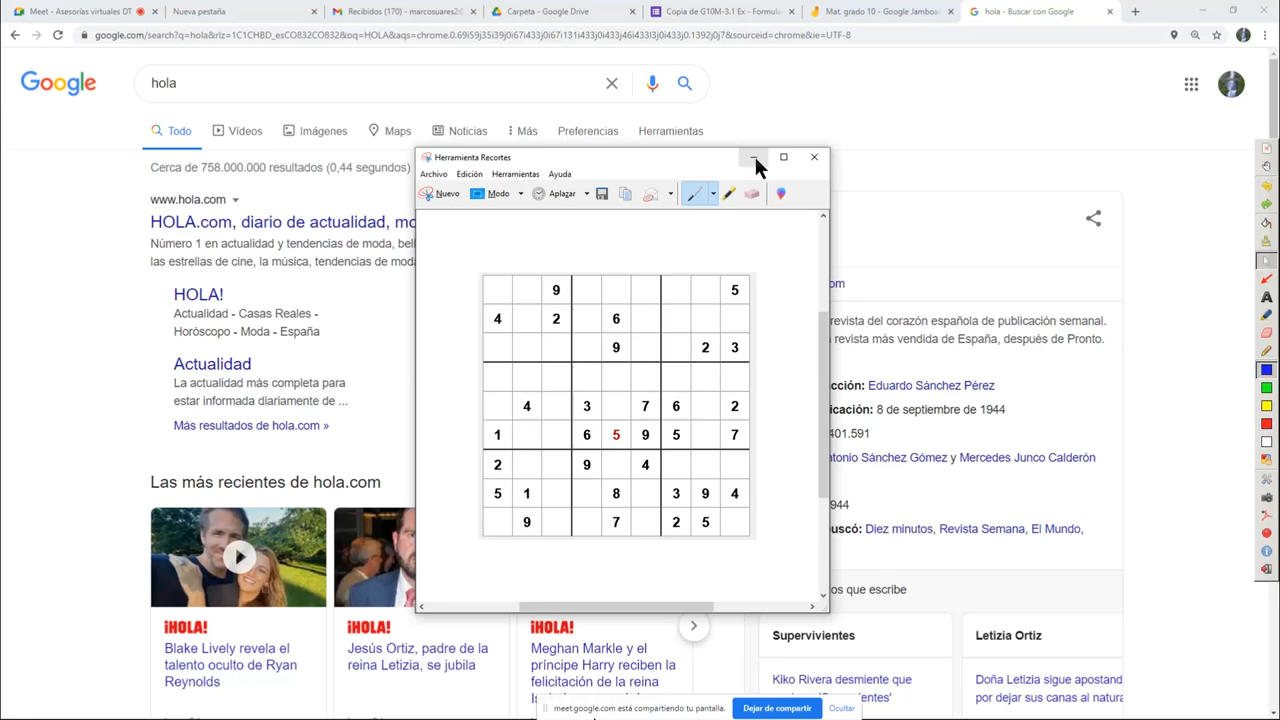 Meet - Asesorías virtuales DT
Nueva pestaña
Recibidos (170) - marcosuares2@
Carpeta - Google Drive
Copia de G10M-3.1 Ex - Formula
Mat. grado 10 - Google Jamboa
hola - Buscar con Google
google.com/search?q=hola&rlz=1C1CHBD_esCO832CO832&oq=HOLA&aqs=chrome.0.69i59j35i39j0i67i433j0i67i131i433j0i433j46i433l3j0i433j0.1392j0j7&sourceid=chrome&ie=UTF-8
Google
hola
Todo
Vídeos
Imágenes
Maps
Noticias
Más
Preferencias
Herramientas
Cerca de 758.000.000 resultados (0,44 segundos)
www.hola.com
HOLA.com, diario de actualidad, mo
Número 1 en actualidad y tendencias de moda, bel
las estrellas de cine, la música, tendencias de moda
HOLA!
Actualidad - Casas Reales -
Horóscopo - Moda - España
Actualidad
La actualidad más completa para
estar informada diariamente de ...
Más resultados de hola.com »
Las más recientes de hola.com
¡HOLA!
Blake Lively revela el
talento oculto de Ryan
Reynolds
¡HOLA!
Jesús Ortiz, padre de la
reina Letizia, se jubila
¡HOLA!
Meghan Markle y el
príncipe Harry reciben la
felicitación de la reina
Herramienta Recortes
Archivo Edición Herramientas Ayuda
Nuevo Modo Aplazar
9 5
4 2 6
9 2 3
4 3 7 6 2
1 6 5 9 5 7
2 9 4
5 1 8 3 9 4
9 7 2 5
om
revista del corazón española de publicación semanal.
revista más vendida de España, después de Pronto.
cción: Eduardo Sánchez Pérez
icación: 8 de septiembre de 1944
401.591
ntonio Sánchez Gómez y Mercedes Junco Calderón
944
uscó: Diez minutos, Revista Semana, El Mundo,
os que escribe
Supervivientes
Kiko Rivera desmiente que
Letizia Ortiz
Doña Letizia sigue apostand
por dejar sus canas al natura
meet.google.com está compartiendo tu pantalla.
Dejar de compartir
Ocultar